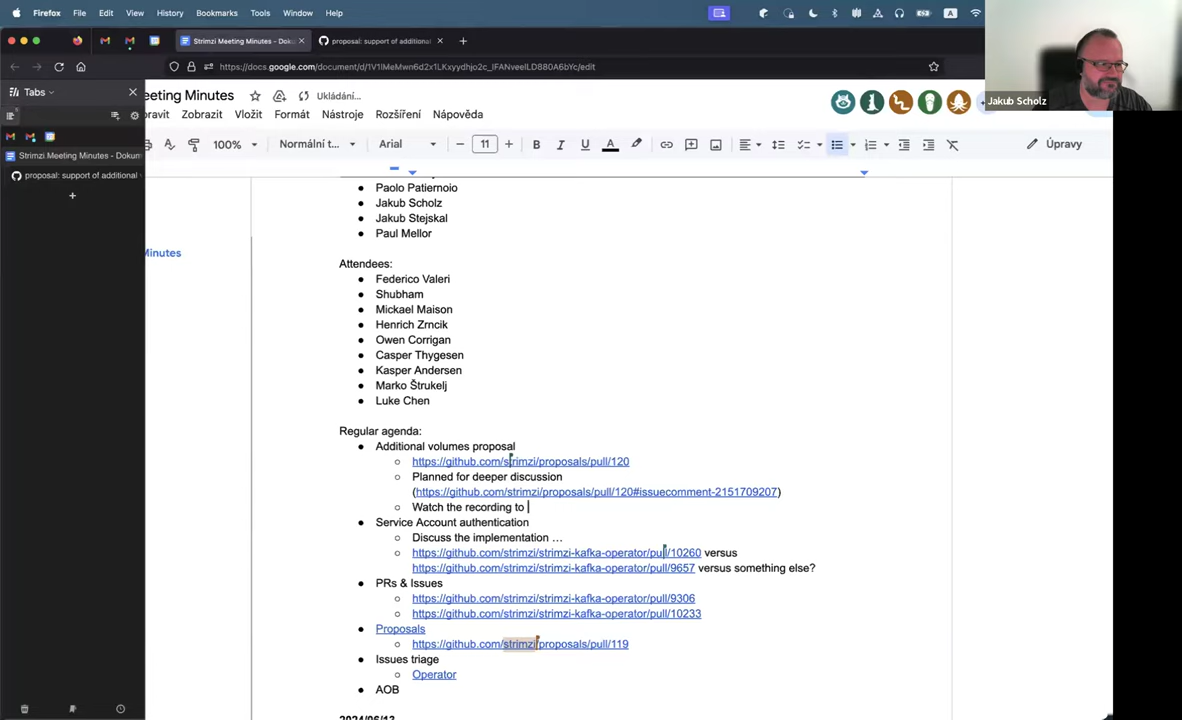 Firefox File Edit View History Bookmarks Tools Window Help
Strimzi Meeting Minutes - Doku
proposal: support of additional
https://docs.google.com/document/d/1V1lMeMwn6d2x1LKxyydhjo2c_lFANveelLD880A6bYc/edit
Jakub Scholz
Tabs
eeting Minutes
Ukládání...
pravit Zobrazit Vložit Formát Nástroje Rozšíření Nápověda
100% Normální t... Arial 11 Úpravy
Strimzi Meeting Minutes - Dokum
proposal: support of additional
Minutes
• Paolo Patiernoio
• Jakub Scholz
• Jakub Stejskal
• Paul Mellor
Attendees:
• Federico Valeri
• Shubham
• Mickael Maison
• Henrich Zrncik
• Owen Corrigan
• Casper Thygesen
• Kasper Andersen
• Marko Štrukelj
• Luke Chen
Regular agenda:
• Additional volumes proposal
○ https://github.com/strimzi/proposals/pull/120
○ Planned for deeper discussion
(https://github.com/strimzi/proposals/pull/120#issuecomment-2151709207)
○ Watch the recording to
• Service Account authentication
○ Discuss the implementation …
○ https://github.com/strimzi/strimzi-kafka-operator/pull/10260 versus
https://github.com/strimzi/strimzi-kafka-operator/pull/9657 versus something else?
• PRs & Issues
○ https://github.com/strimzi/strimzi-kafka-operator/pull/9306
○ https://github.com/strimzi/strimzi-kafka-operator/pull/10233
• Proposals
○ https://github.com/strimzi/proposals/pull/119
• Issues triage
○ Operator
• AOB
2024/06/13